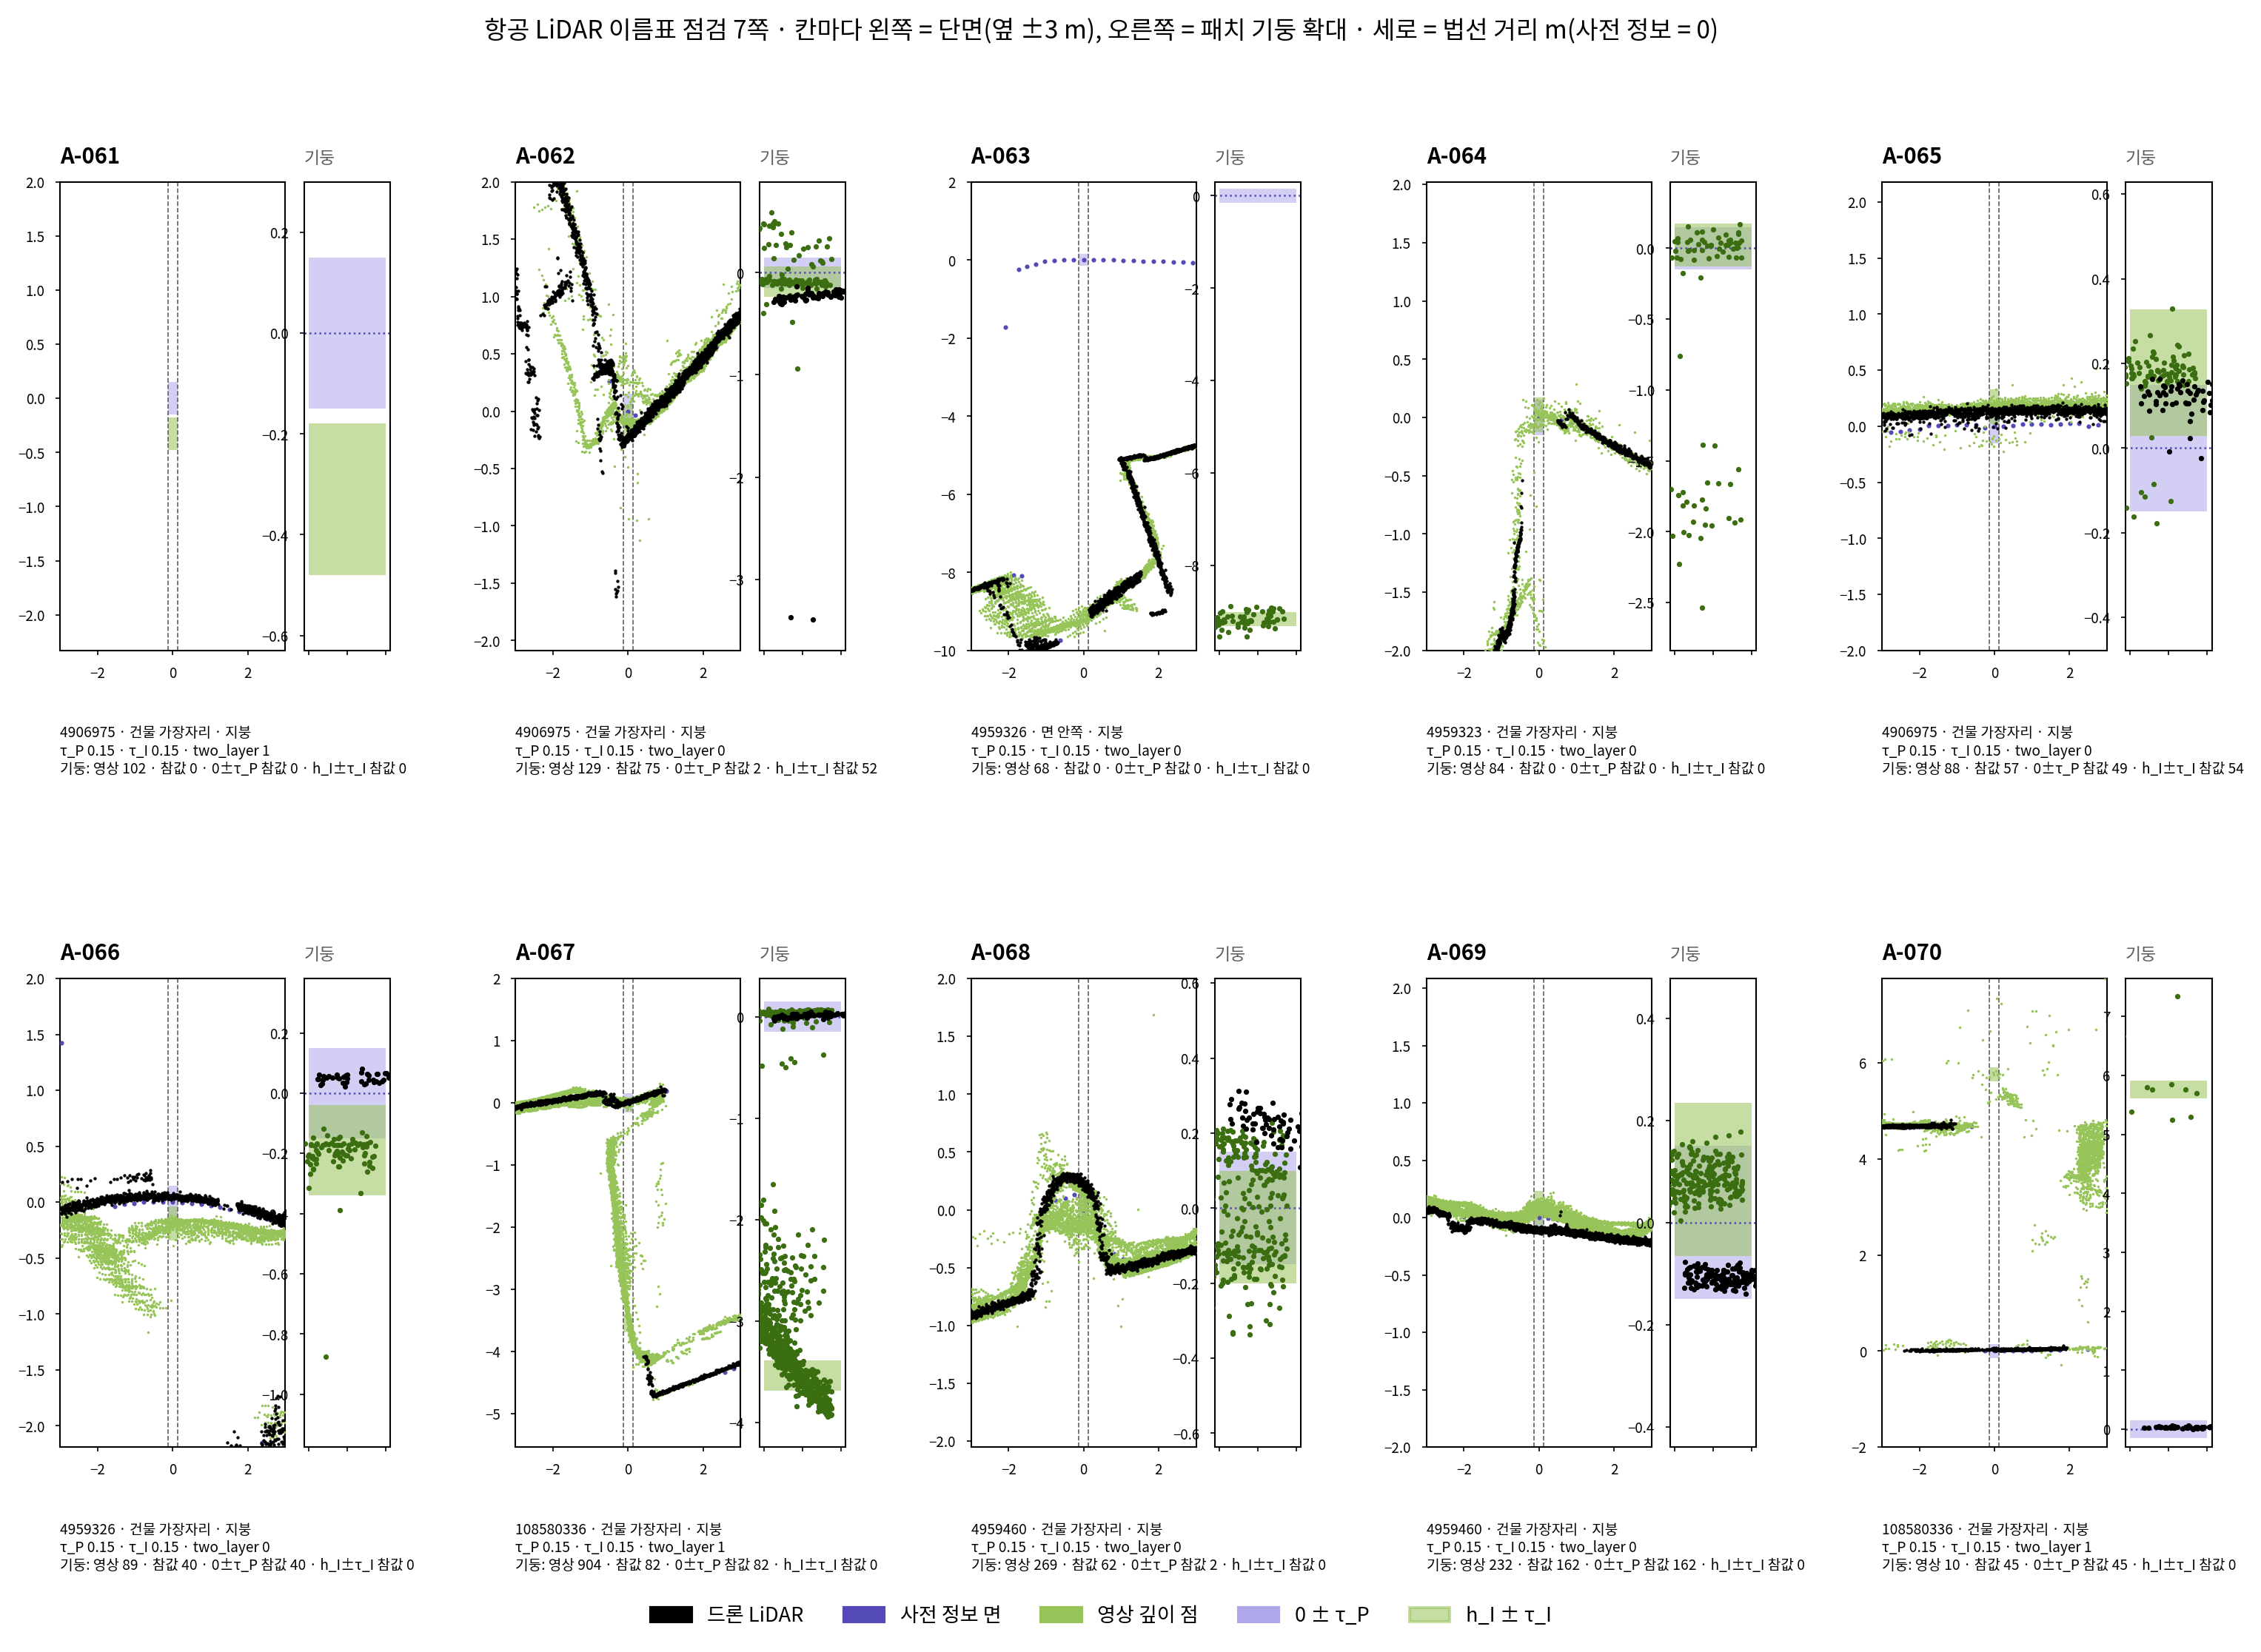 항공 LiDAR 이름표 점검 7쪽 · 칸마다 왼쪽 = 단면(옆 ±3 m), 오른쪽 = 패치 기둥 확대 · 세로 = 법선 거리 m(사전 정보 = 0)
A-061 기둥
A-062 기둥
A-063 기둥
A-064 기둥
A-065 기둥
4906975 · 건물 가장자리 · 지붕
τ_P 0.15 · τ_I 0.15 · two_layer 1
기둥: 영상 102 · 참값 0 · 0±τ_P 참값 0 · h_I±τ_I 참값 0
4906975 · 건물 가장자리 · 지붕
τ_P 0.15 · τ_I 0.15 · two_layer 0
기둥: 영상 129 · 참값 75 · 0±τ_P 참값 2 · h_I±τ_I 참값 52
4959326 · 면 안쪽 · 지붕
τ_P 0.15 · τ_I 0.15 · two_layer 0
기둥: 영상 68 · 참값 0 · 0±τ_P 참값 0 · h_I±τ_I 참값 0
4959323 · 건물 가장자리 · 지붕
τ_P 0.15 · τ_I 0.15 · two_layer 0
기둥: 영상 84 · 참값 0 · 0±τ_P 참값 0 · h_I±τ_I 참값 0
4906975 · 건물 가장자리 · 지붕
τ_P 0.15 · τ_I 0.15 · two_layer 0
기둥: 영상 88 · 참값 57 · 0±τ_P 참값 49 · h_I±τ_I 참값 54
A-066 기둥
A-067 기둥
A-068 기둥
A-069 기둥
A-070 기둥
4959326 · 건물 가장자리 · 지붕
τ_P 0.15 · τ_I 0.15 · two_layer 0
기둥: 영상 89 · 참값 40 · 0±τ_P 참값 40 · h_I±τ_I 참값 0
108580336 · 건물 가장자리 · 지붕
τ_P 0.15 · τ_I 0.15 · two_layer 1
기둥: 영상 904 · 참값 82 · 0±τ_P 참값 82 · h_I±τ_I 참값 0
4959460 · 건물 가장자리 · 지붕
τ_P 0.15 · τ_I 0.15 · two_layer 0
기둥: 영상 269 · 참값 62 · 0±τ_P 참값 2 · h_I±τ_I 참값 0
4959460 · 건물 가장자리 · 지붕
τ_P 0.15 · τ_I 0.15 · two_layer 0
기둥: 영상 232 · 참값 162 · 0±τ_P 참값 162 · h_I±τ_I 참값 0
108580336 · 건물 가장자리 · 지붕
τ_P 0.15 · τ_I 0.15 · two_layer 1
기둥: 영상 10 · 참값 45 · 0±τ_P 참값 45 · h_I±τ_I 참값 0
드론 LiDAR 사전 정보 면 영상 깊이 점 0 ± τ_P h_I ± τ_I